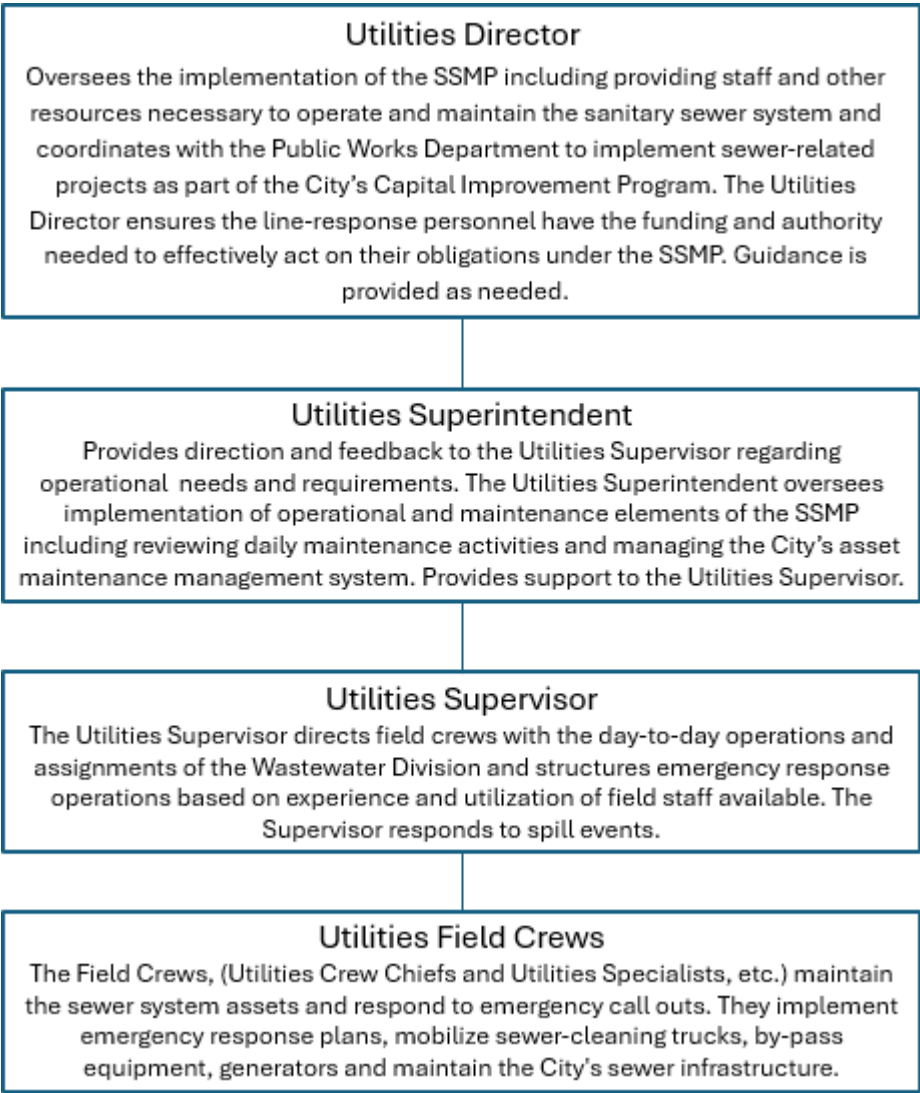 Utilities Director
Oversees the implementation of the SSMP including providing staff and other
resources necessary to operate and maintain the sanitary sewer system and
coordinates with the Public Works Department to implement sewer-related
projects as part of the City's Capital Improvement Program. The Utilities
Director ensures the line-response personnel have the funding and authority
needed to effectively act on their obligations under the SSMP. Guidance is
provided as needed.
Utilities Superintendent
Provides direction and feedback to the Utilities Supervisor regarding
operational needs and requirements. The Utilities Superintendent oversees
implementation of operational and maintenance elements of the SSMP
including reviewing daily maintenance activities and managing the City's asset
maintenance management system. Provides support to the Utilities Supervisor.
Utilities Supervisor
The Utilities Supervisor directs field crews with the day-to-day operations and
assignments of the Wastewater Division and structures emergency response
operations based on experience and utilization of field staff available. The
Supervisor responds to spill events.
Utilities Field Crews
The Field Crews, (Utilities Crew Chiefs and Utilities Specialists, etc.) maintain
the sewer system assets and respond to emergency call outs. They implement
emergency response plans, mobilize sewer-cleaning trucks, by-pass
equipment, generators and maintain the City's sewer infrastructure.